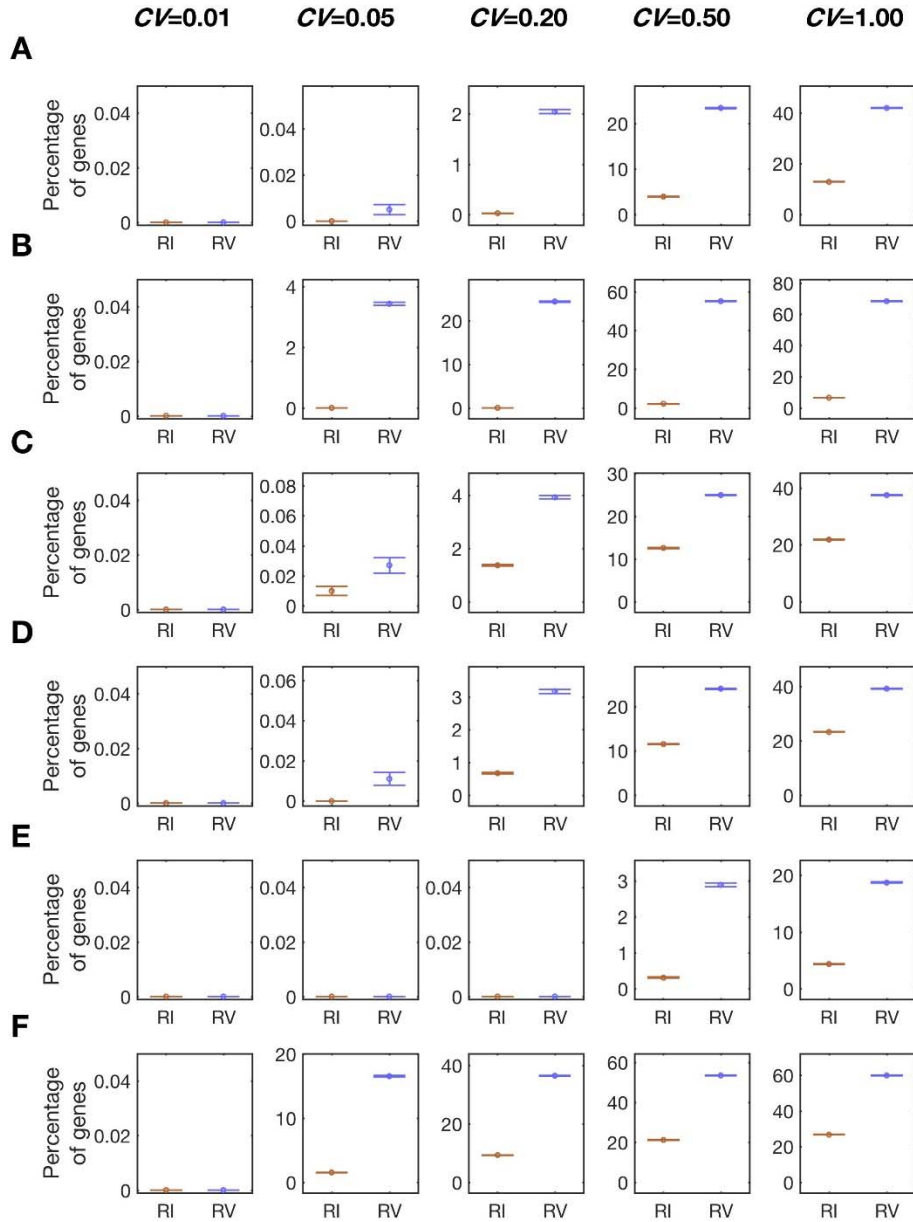 CV=0.01 CV=0.05 CV=0.20 CV=0.50 CV=1.00
A
Percentage of genes
0.04 0.02 0 RI RV
0.04 0.02 0 RI RV
2 1 0 RI RV
20 10 0 RI RV
40 20 0 RI RV
B
Percentage of genes
0.04 0.02 0 RI RV
4 2 0 RI RV
20 10 0 RI RV
60 40 20 0 RI RV
80 60 40 20 0 RI RV
C
Percentage of genes
0.04 0.02 0 RI RV
0.08 0.06 0.04 0.02 0 RI RV
4 2 0 RI RV
30 20 10 0 RI RV
40 20 0 RI RV
D
Percentage of genes
0.04 0.02 0 RI RV
0.06 0.04 0.02 0 RI RV
3 2 1 0 RI RV
20 10 0 RI RV
40 20 0 RI RV
E
Percentage of genes
0.04 0.02 0 RI RV
0.04 0.02 0 RI RV
0.04 0.02 0 RI RV
3 2 1 0 RI RV
20 10 0 RI RV
F
Percentage of genes
0.04 0.02 0 RI RV
20 10 0 RI RV
40 20 0 RI RV
60 40 20 0 RI RV
60 40 20 0 RI RV